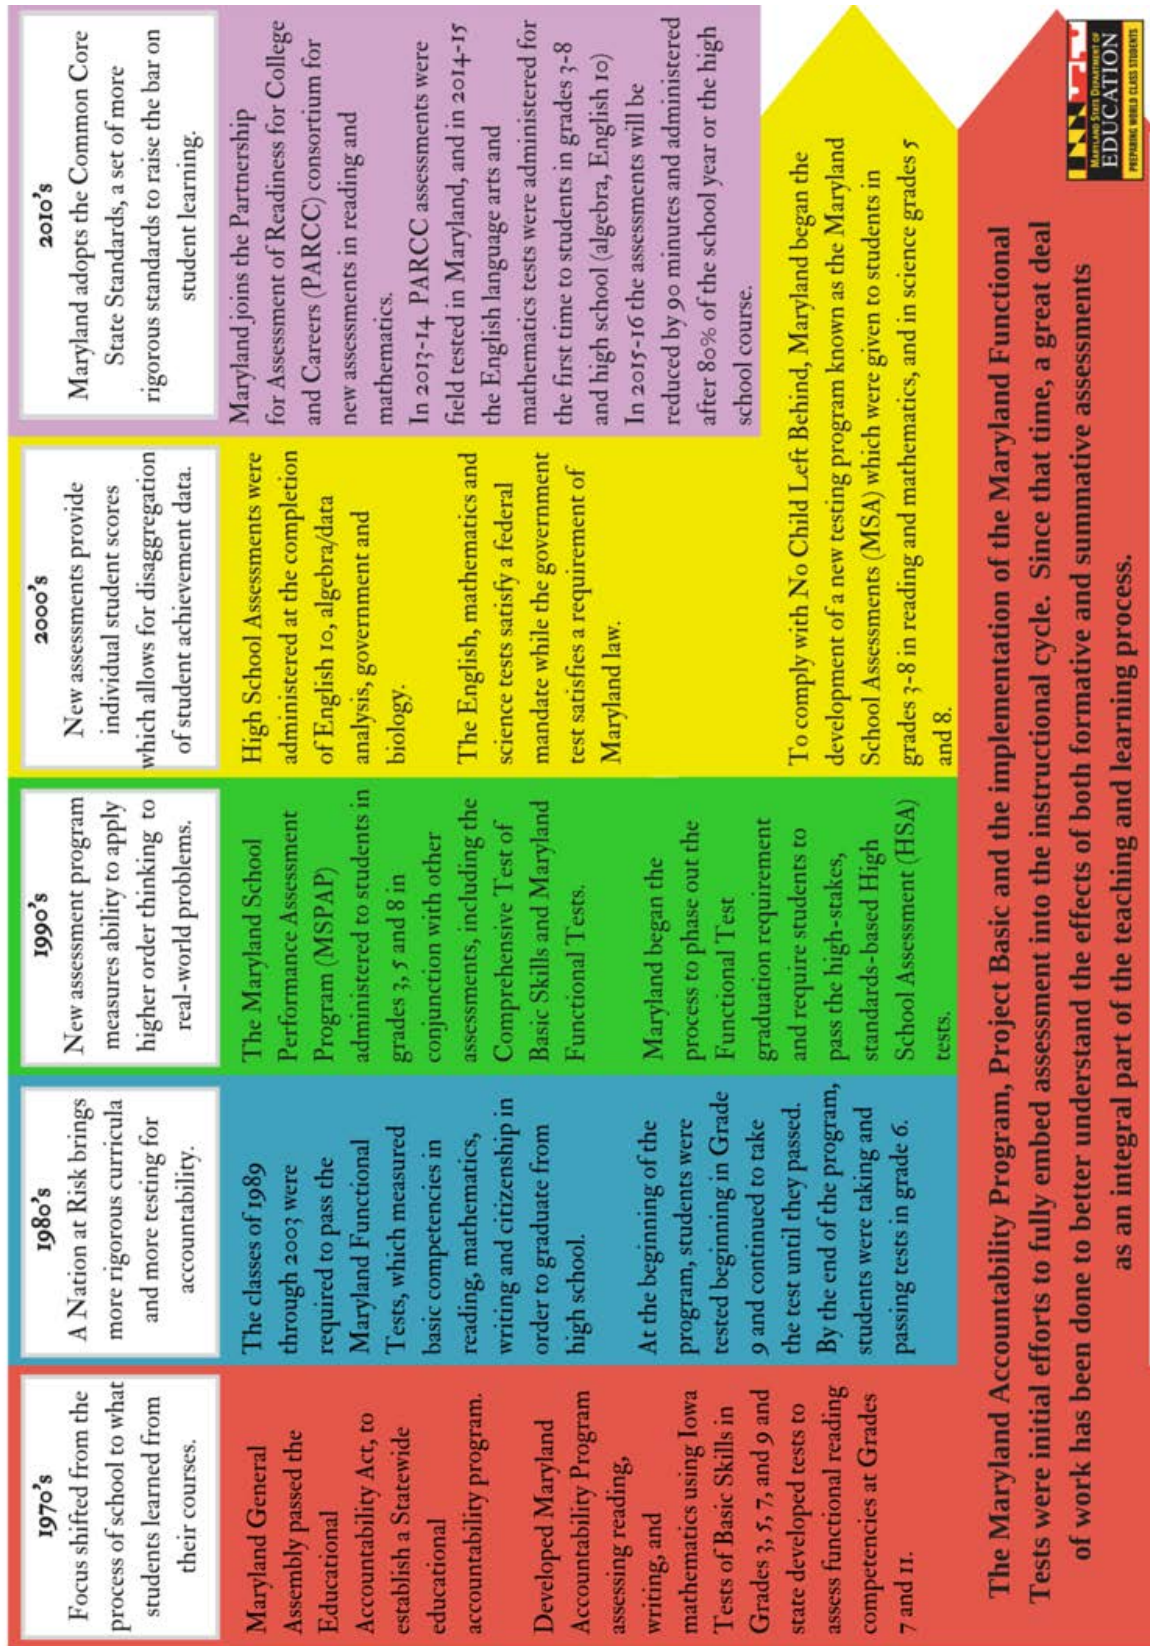 1970's
Focus shifted from the
process of school to what
students learned from
their courses.
Maryland General
Assembly passed the
Educational
Accountability Act, to
establish a Statewide
educational
accountability program.
Developed Maryland
Accountability Program
assessing reading,
writing, and
mathematics using Iowa
Tests of Basic Skills in
Grades 3, 5, 7, and 9 and
state developed tests to
assess functional reading
competencies at Grades
7 and 11.
1980's
A Nation at Risk brings
more rigorous curricula
and more testing for
accountability.
The classes of 1989
through 2003 were
required to pass the
Maryland Functional
Tests, which measured
basic competencies in
reading, mathematics,
writing and citizenship in
order to graduate from
high school.
At the beginning of the
program, students were
tested beginning in Grade
9 and continued to take
the test until they passed.
By the end of the program,
students were taking and
passing tests in grade 6.
1990's
New assessment program
measures ability to apply
higher order thinking to
real-world problems.
The Maryland School
Performance Assessment
Program (MSPAP)
administered to students in
grades 3, 5 and 8 in
conjunction with other
assessments, including the
Comprehensive Test of
Basic Skills and Maryland
Functional Tests.
Maryland began the
process to phase out the
Functional Test
graduation requirement
and require students to
pass the high-stakes,
standards-based High
School Assessment (HSA)
tests.
2000's
New assessments provide
individual student scores
which allows for disaggregation
of student achievement data.
High School Assessments were
administered at the completion
of English 10, algebra/data
analysis, government and
biology.
The English, mathematics and
science tests satisfy a federal
mandate while the government
test satisfies a requirement of
Maryland law.
To comply with No Child Left Behind, Maryland began the
development of a new testing program known as the Maryland
School Assessments (MSA) which were given to students in
grades 3-8 in reading and mathematics, and in science grades 5
and 8.
2010's
Maryland adopts the Common Core
State Standards, a set of more
rigorous standards to raise the bar on
student learning.
Maryland joins the Partnership
for Assessment of Readiness for College
and Careers (PARCC) consortium for
new assessments in reading and
mathematics.
In 2013-14 PARCC assessments were
field tested in Maryland, and in 2014-15
the English language arts and
mathematics tests were administered for
the first time to students in grades 3-8
and high school (algebra, English 10)
In 2015-16 the assessments will be
reduced by 90 minutes and administered
after 80% of the school year or the high
school course.
The Maryland Accountability Program, Project Basic and the implementation of the Maryland Functional
Tests were initial efforts to fully embed assessment into the instructional cycle. Since that time, a great deal
of work has been done to better understand the effects of both formative and summative assessments
as an integral part of the teaching and learning process.
MARYLAND STATE DEPARTMENT OF
EDUCATION
PREPARING WORLD CLASS STUDENTS